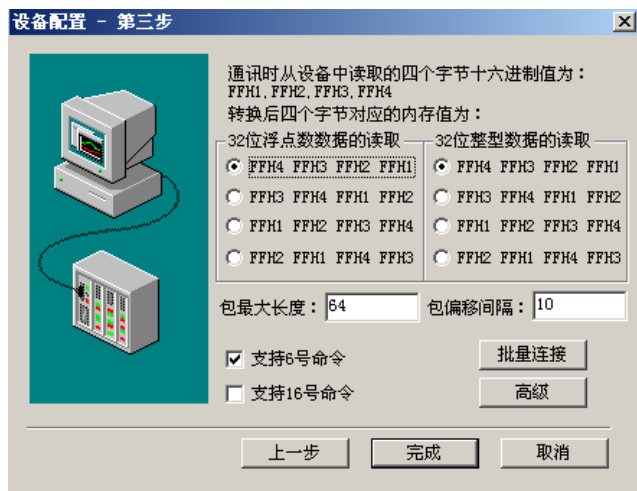 设备配置 - 第三步
通讯时从设备中读取的四个字节十六进制值为：
FFH1, FFH2, FFH3, FFH4
转换后四个字节对应的内存值为：
32位浮点数数据的读取
FFH4 FFH3 FFH2 FFH1
FFH3 FFH4 FFH1 FFH2
FFH1 FFH2 FFH3 FFH4
FFH2 FFH1 FFH4 FFH3
32位整型数据的读取
FFH4 FFH3 FFH2 FFH1
FFH3 FFH4 FFH1 FFH2
FFH1 FFH2 FFH3 FFH4
FFH2 FFH1 FFH4 FFH3
包最大长度： 64
包偏移间隔： 10
支持6号命令
批量连接
支持16号命令
高级
上一步
完成
取消